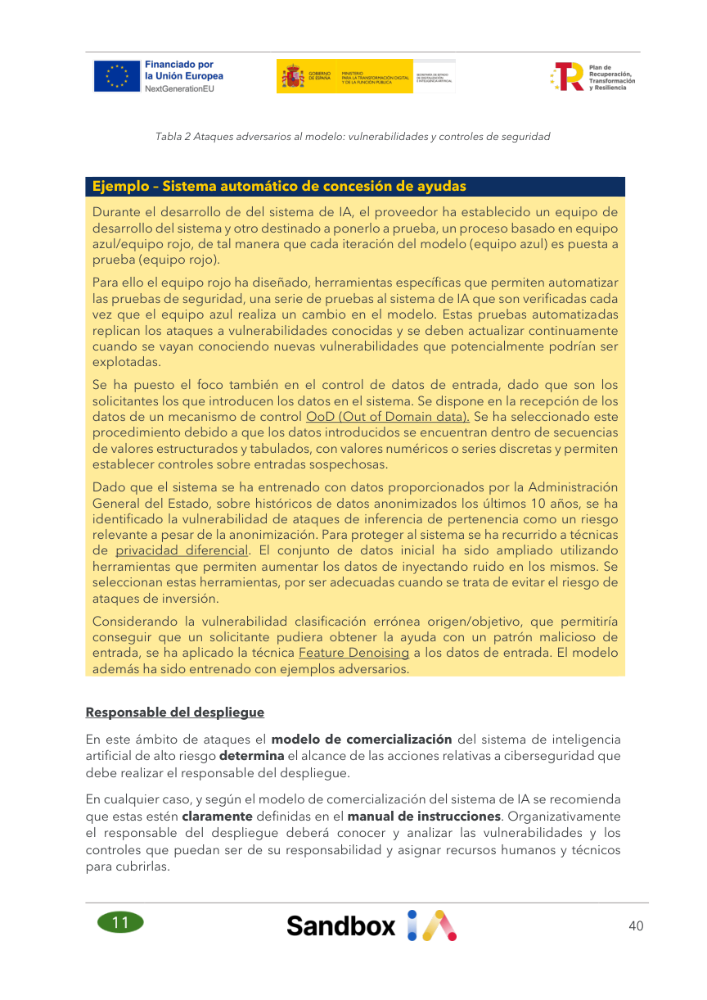 Financiado por
la Unión Europea
NextGenerationEU
GOBIERNO
DE ESPAÑA
MINISTERIO
PARA LA TRANSFORMACIÓN DIGITAL
Y DE LA FUNCIÓN PÚBLICA
SECRETARÍA DE ESTADO
DE DIGITALIZACIÓN
E INTELIGENCIA ARTIFICIAL
Plan de
Recuperación,
Transformación
y Resiliencia
Tabla 2 Ataques adversarios al modelo: vulnerabilidades y controles de seguridad
Ejemplo – Sistema automático de concesión de ayudas
Durante el desarrollo de del sistema de IA, el proveedor ha establecido un equipo de
desarrollo del sistema y otro destinado a ponerlo a prueba, un proceso basado en equipo
azul/equipo rojo, de tal manera que cada iteración del modelo (equipo azul) es puesta a
prueba (equipo rojo).
Para ello el equipo rojo ha diseñado, herramientas específicas que permiten automatizar
las pruebas de seguridad, una serie de pruebas al sistema de IA que son verificadas cada
vez que el equipo azul realiza un cambio en el modelo. Estas pruebas automatizadas
replican los ataques a vulnerabilidades conocidas y se deben actualizar continuamente
cuando se vayan conociendo nuevas vulnerabilidades que potencialmente podrían ser
explotadas.
Se ha puesto el foco también en el control de datos de entrada, dado que son los
solicitantes los que introducen los datos en el sistema. Se dispone en la recepción de los
datos de un mecanismo de control OoD (Out of Domain data). Se ha seleccionado este
procedimiento debido a que los datos introducidos se encuentran dentro de secuencias
de valores estructurados y tabulados, con valores numéricos o series discretas y permiten
establecer controles sobre entradas sospechosas.
Dado que el sistema se ha entrenado con datos proporcionados por la Administración
General del Estado, sobre históricos de datos anonimizados los últimos 10 años, se ha
identificado la vulnerabilidad de ataques de inferencia de pertenencia como un riesgo
relevante a pesar de la anonimización. Para proteger al sistema se ha recurrido a técnicas
de privacidad diferencial. El conjunto de datos inicial ha sido ampliado utilizando
herramientas que permiten aumentar los datos de inyectando ruido en los mismos. Se
seleccionan estas herramientas, por ser adecuadas cuando se trata de evitar el riesgo de
ataques de inversión.
Considerando la vulnerabilidad clasificación errónea origen/objetivo, que permitiría
conseguir que un solicitante pudiera obtener la ayuda con un patrón malicioso de
entrada, se ha aplicado la técnica Feature Denoising a los datos de entrada. El modelo
además ha sido entrenado con ejemplos adversarios.
Responsable del despliegue
En este ámbito de ataques el modelo de comercialización del sistema de inteligencia
artificial de alto riesgo determina el alcance de las acciones relativas a ciberseguridad que
debe realizar el responsable del despliegue.
En cualquier caso, y según el modelo de comercialización del sistema de IA se recomienda
que estas estén claramente definidas en el manual de instrucciones. Organizativamente
el responsable del despliegue deberá conocer y analizar las vulnerabilidades y los
controles que puedan ser de su responsabilidad y asignar recursos humanos y técnicos
para cubrirlas.
11
Sandbox IA
40